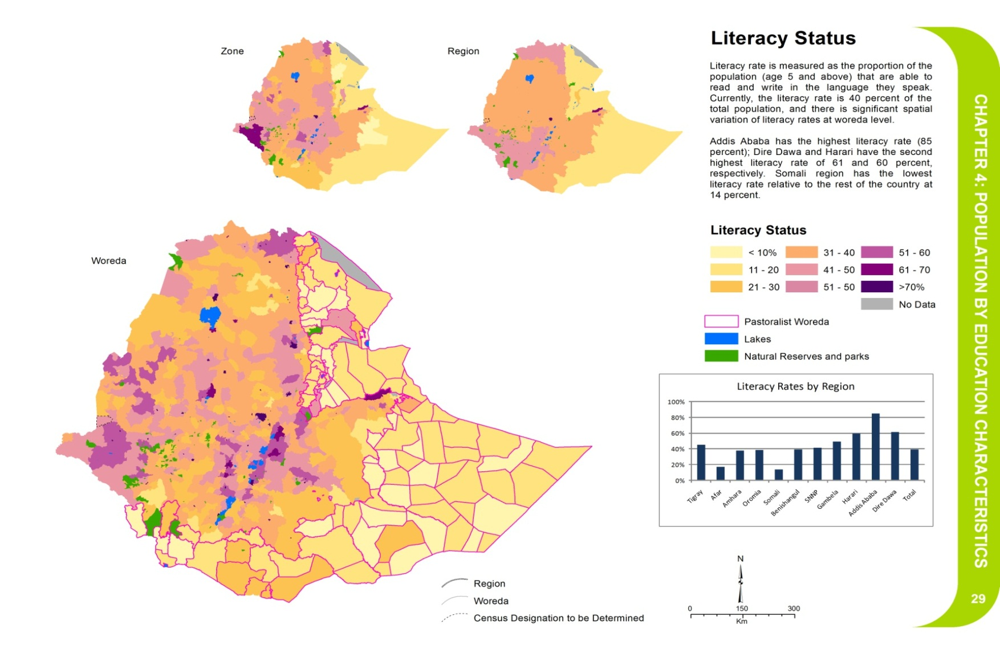 Zone
Region
Literacy Status
Literacy rate is measured as the proportion of the
population (age 5 and above) that are able to
read and write in the language they speak.
Currently, the literacy rate is 40 percent of the
total population, and there is significant spatial
variation of literacy rates at woreda level.
Addis Ababa has the highest literacy rate (85
percent); Dire Dawa and Harari have the second
highest literacy rate of 61 and 60 percent,
respectively. Somali region has the lowest
literacy rate relative to the rest of the country at
14 percent.
Woreda
Literacy Status
< 10%
31 - 40
51 - 60
11 - 20
41 - 50
61 - 70
21 - 30
51 - 50
>70%
No Data
Pastoralist Woreda
Lakes
Natural Reserves and parks
Literacy Rates by Region
100%
80%
60%
40%
20%
0%
Tigray
Afar
Amhara
Oromia
Somali
Benishangul
SNNP
Gambela
Harari
Addis Ababa
Dire Dawa
Total
Region
Woreda
Census Designation to be Determined
N
0 150 300
Km
CHAPTER 4: POPULATION BY EDUCATION CHARACTERISTICS
29